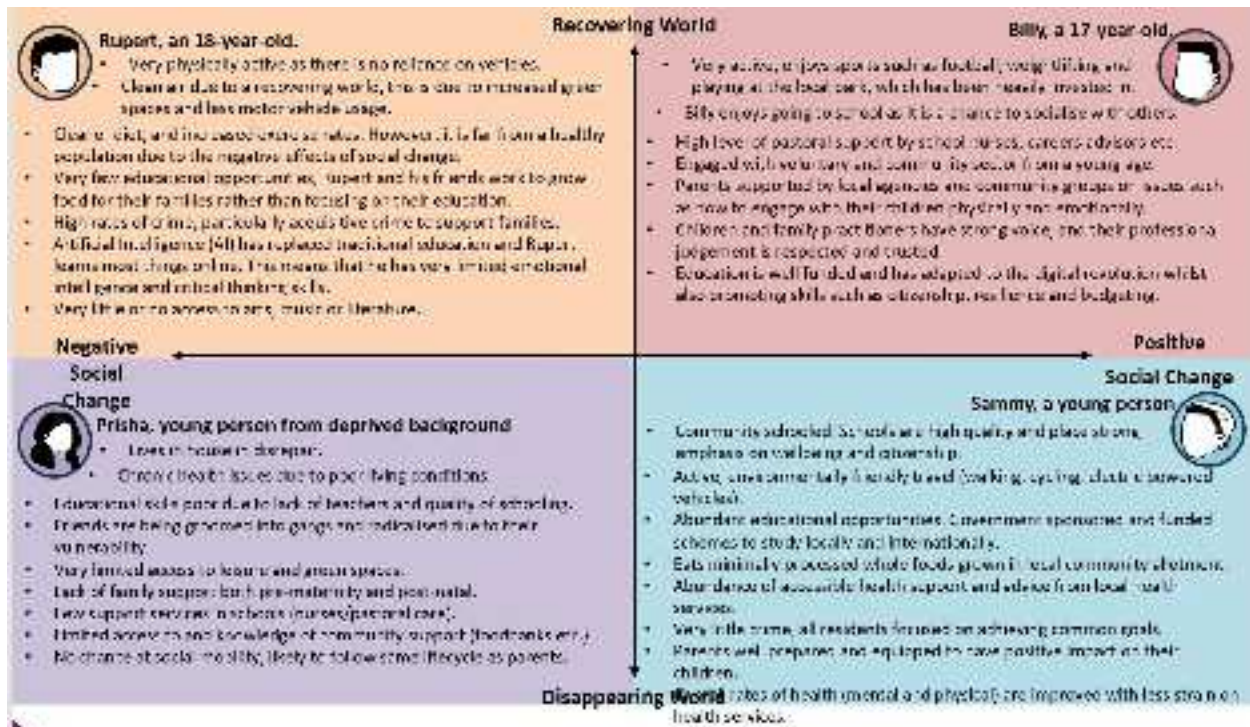 Recovering World
Rupert, an 18-year-old.
• Very physically active as there is no reliance on vehicles.
• Clean air due to a recovering world, this is due to increased green
spaces and less motor vehicle usage.
• Cleaner diet, and increased exercise rates. However, it is far from a healthy
population due to the negative effects of social change.
• Very few educational opportunities, Rupert and his friends work to grow
food for their families rather than focusing on their education.
• High rates of crime, particularly acquisitive crime to support families.
• Artificial Intelligence (AI) has replaced traditional education and Rupert
learns most things online. This means that he has very limited emotional
intelligence and critical thinking skills.
• Very little or no access to arts, music or literature.
Billy, a 17 year-old.
• Very active, enjoys sports such as football, weightlifting and
playing at the local park, which has been heavily invested in.
• Billy enjoys going to school as it is a chance to socialise with others.
• High level of pastoral support by school nurses, careers advisors etc.
• Engaged with voluntary and community sector from a young age.
• Parents supported by local agencies and community groups on issues such
as how to engage with their children physically and emotionally.
• Children and family practitioners have strong voice, and their professional
judgement is respected and trusted.
• Education is well funded and has adapted to the digital revolution whilst
also promoting skills such as citizenship, resilience and budgeting.
Negative
Social
Change
Positive
Social Change
Prisha, young person from deprived background
• Lives in house in disrepair.
• Chronic health issues due to poor living conditions.
• Educational skills poor due to lack of teachers and quality of schooling.
• Friends are being groomed into gangs and radicalised due to their
vulnerability.
• Very limited access to leisure and green spaces.
• Lack of family support both pre-maternity and post-natal.
• Few support services in schools (nurses/pastoral care).
• Limited access to and knowledge of community support (foodbanks etc.)
• No chance at social mobility, likely to follow same lifecycle as parents.
Sammy, a young person
• Community schooled. Schools are high quality and place strong
emphasis on wellbeing and citizenship.
• Active, environmentally friendly travel (walking, cycling, electric powered
vehicles).
• Abundant educational opportunities. Government sponsored and funded
schemes to study locally and internationally.
• Eats minimally processed whole foods grown in local community allotment.
• Abundance of accessible health support and advice from local health
services.
• Very little crime, all residents focused on achieving common goals.
• Parents well prepared and equipped to have positive impact on their
children.
rates of health (mental and physical) are improved with less strain on
health services.
Disappearing World